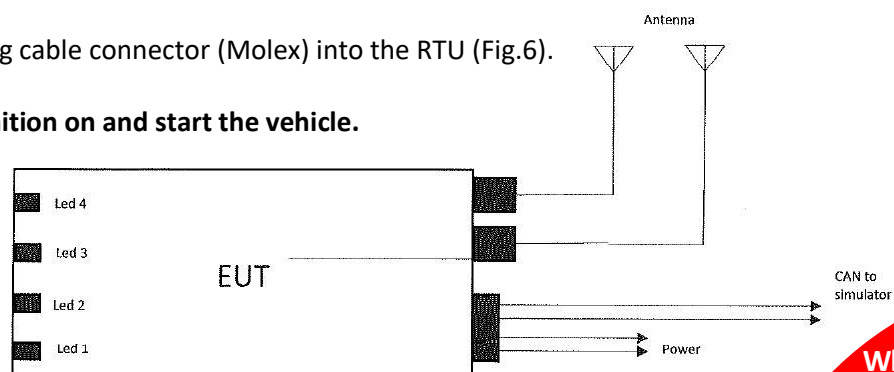 Antenna
cable connector (Molex) into the RTU (Fig.6).
on and start the vehicle.
Led 4
Led 3
EUT
CAN to
simulator
Led 2
Led 1
Power